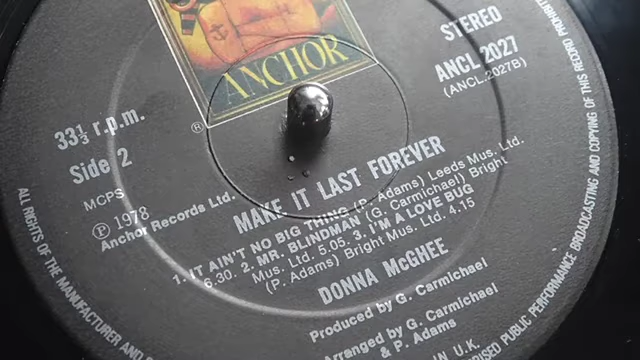 ANCHOR
®
STEREO
ANCL 2027
(ANCL.2027B)
33⅓ r.p.m.
Side 2
MCPS
Ⓟ 1978
Anchor Records Ltd.
MAKE IT LAST FOREVER
1. IT AIN'T NO BIG THING (P. Adams) Leeds Mus. Ltd.
6.30. 2. MR. BLINDMAN (G. Carmichael) Bright
Mus. Ltd. 5.05. 3. I'M A LOVE BUG
(P. Adams) Bright Mus. Ltd. 4.15
DONNA McGHEE
Produced by G. Carmichael
Arranged by G. Carmichael
& P. Adams
IN U.K.
ALL RIGHTS OF THE MANUFACTURER AND
PUBLIC PERFORMANCE BROADCASTING AND COPYING OF THIS RECORD PROHIBIT